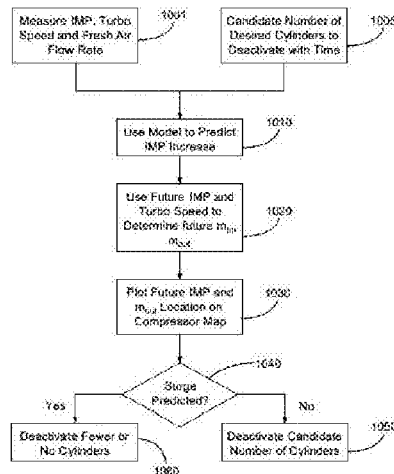 Measure IMP, Turbo
Speed and Fresh Air
Flow Rate
1001
Candidate Number of
Desired Cylinders to
Deactivate with Time
1005
Use Model to Predict
IMP Increase
1010
Use Future IMP and
Turbo Speed to
Determine future m
1020
Plot Future IMP and
m Location on
Compressor Map
1030
Surge
Predicted?
1040
Yes
No
Deactivate Fewer or
No Cylinders
1060
Deactivate Candidate
Number of Cylinders
1050